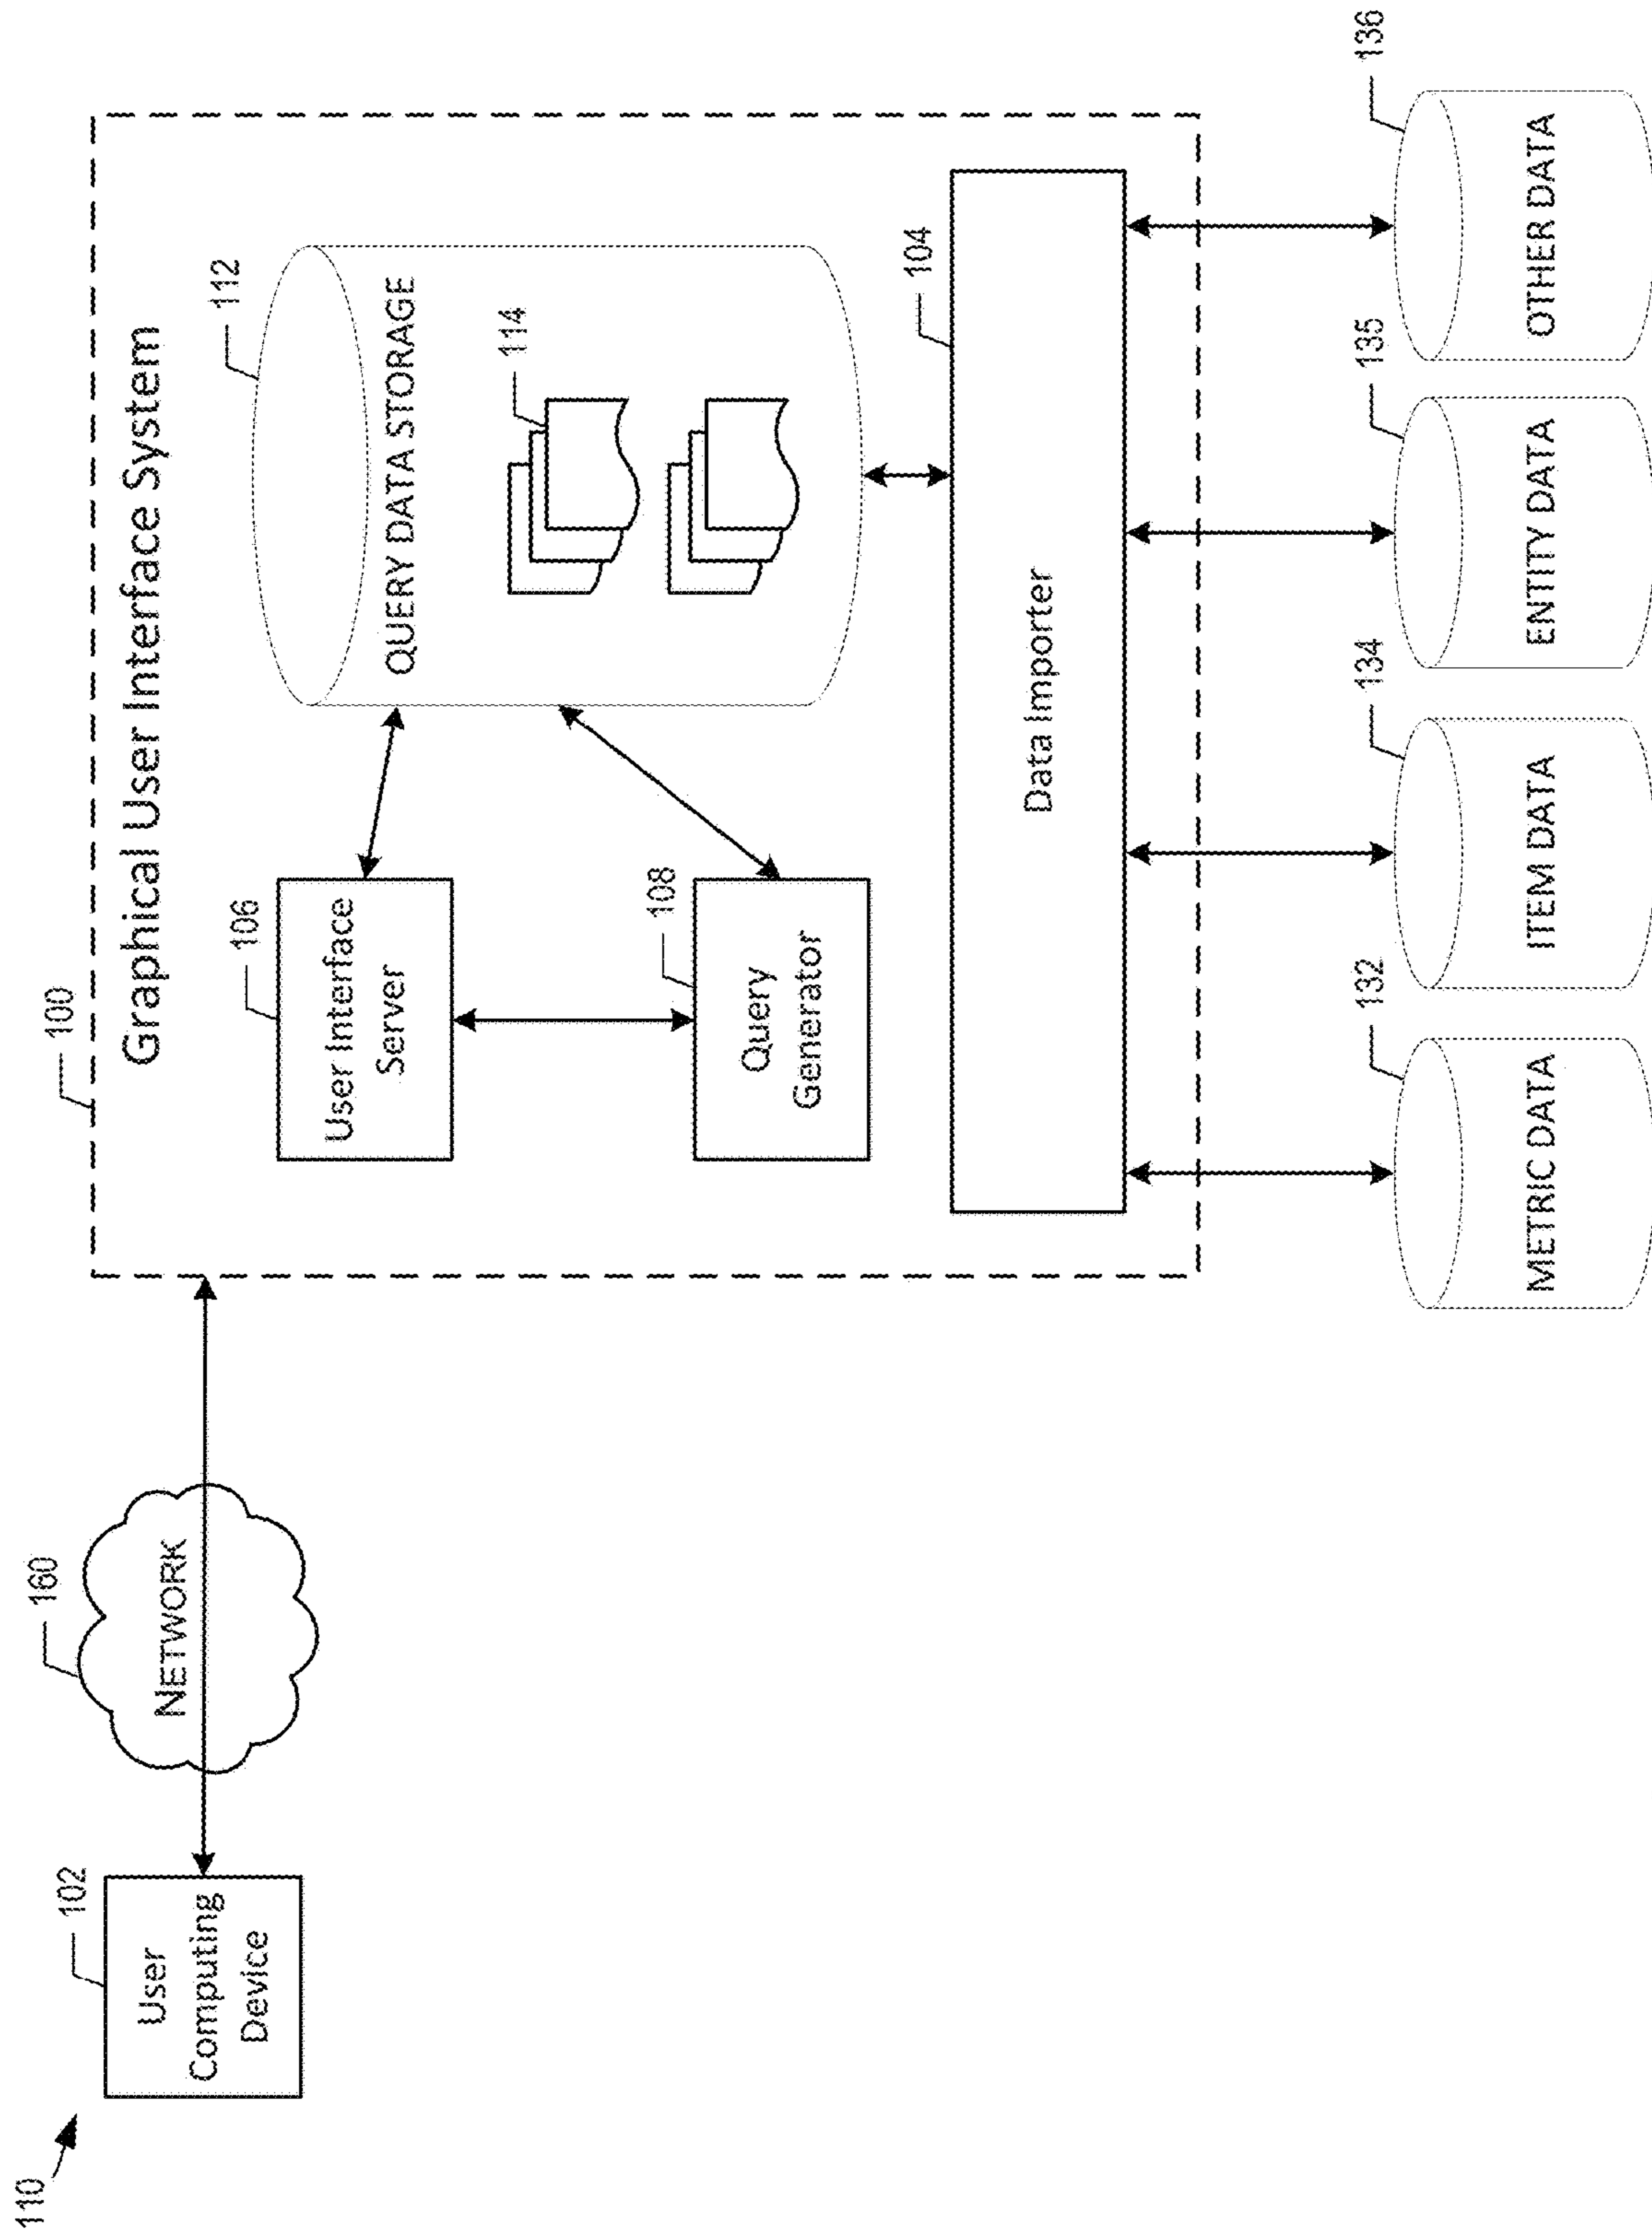 110
102
User
Computing
Device
160
NETWORK
100
Graphical User Interface System
106
User Interface
Server
112
QUERY DATA STORAGE
114
108
Query
Generator
104
Data Importer
132
METRIC DATA
134
ITEM DATA
135
ENTITY DATA
136
OTHER DATA